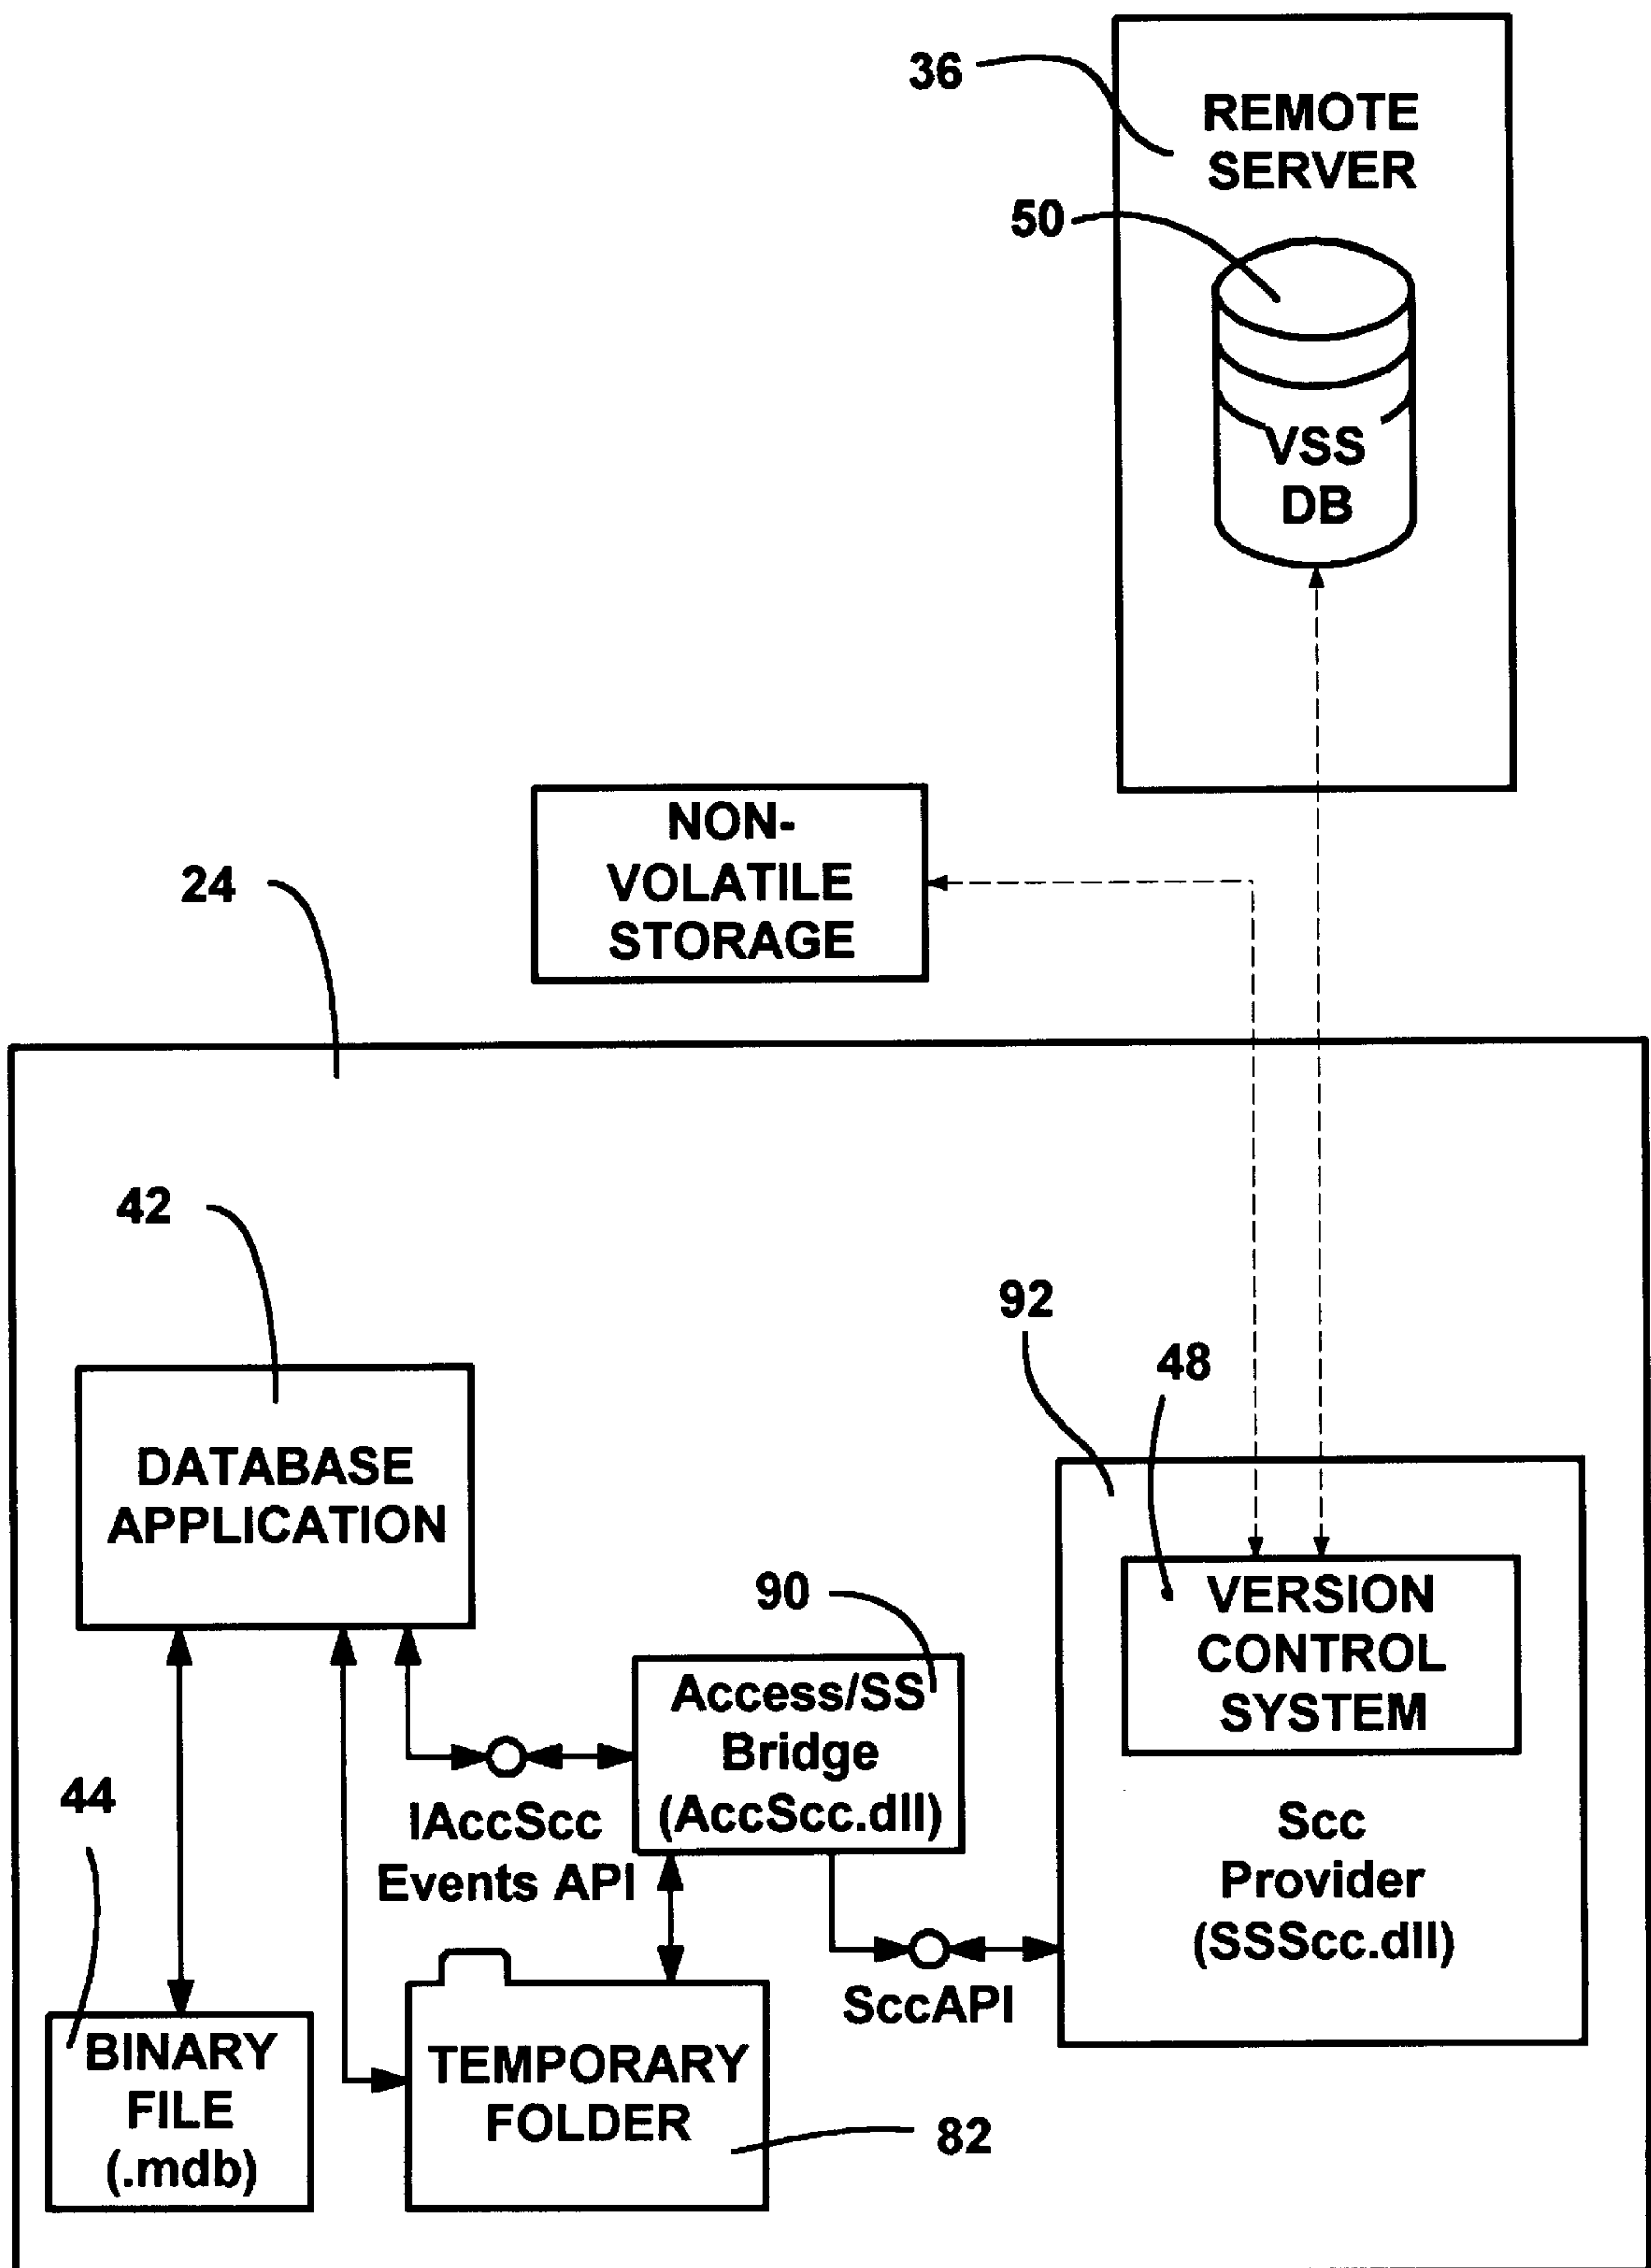 36
REMOTE
SERVER
50
VSS
DB
NON-
VOLATILE
STORAGE
24
42
DATABASE
APPLICATION
92
48
VERSION
CONTROL
SYSTEM
90
Access/SS
Bridge
(AccScc.dll)
Scc
Provider
(SSScc.dll)
IAccScc
Events API
SccAPI
44
BINARY
FILE
(.mdb)
TEMPORARY
FOLDER
82